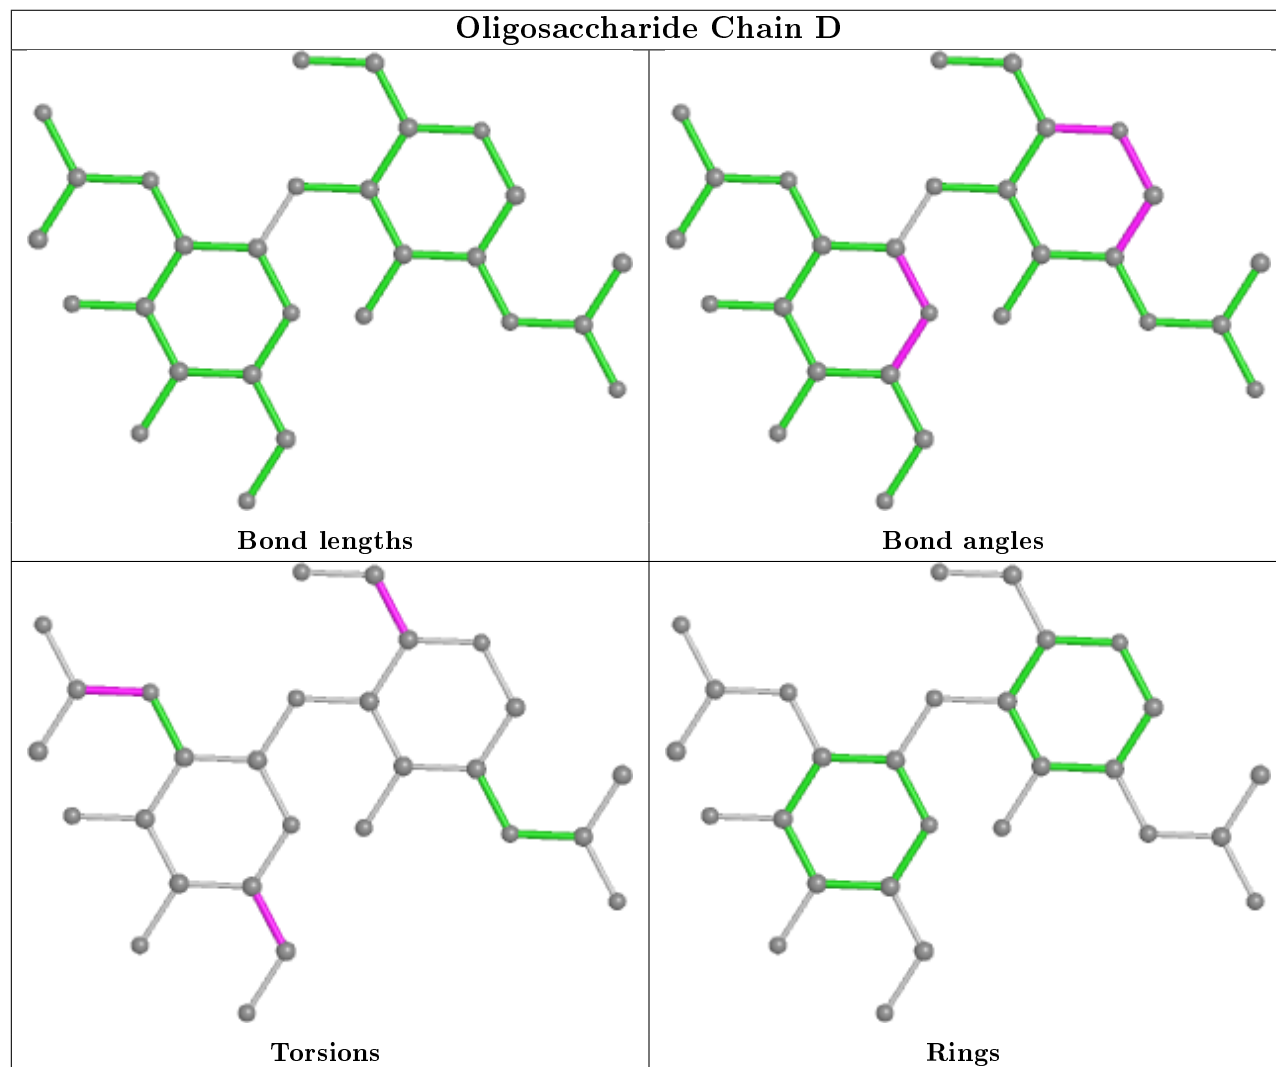 Oligosaccharide Chain D
Bond lengths
Bond angles
Torsions
Rings